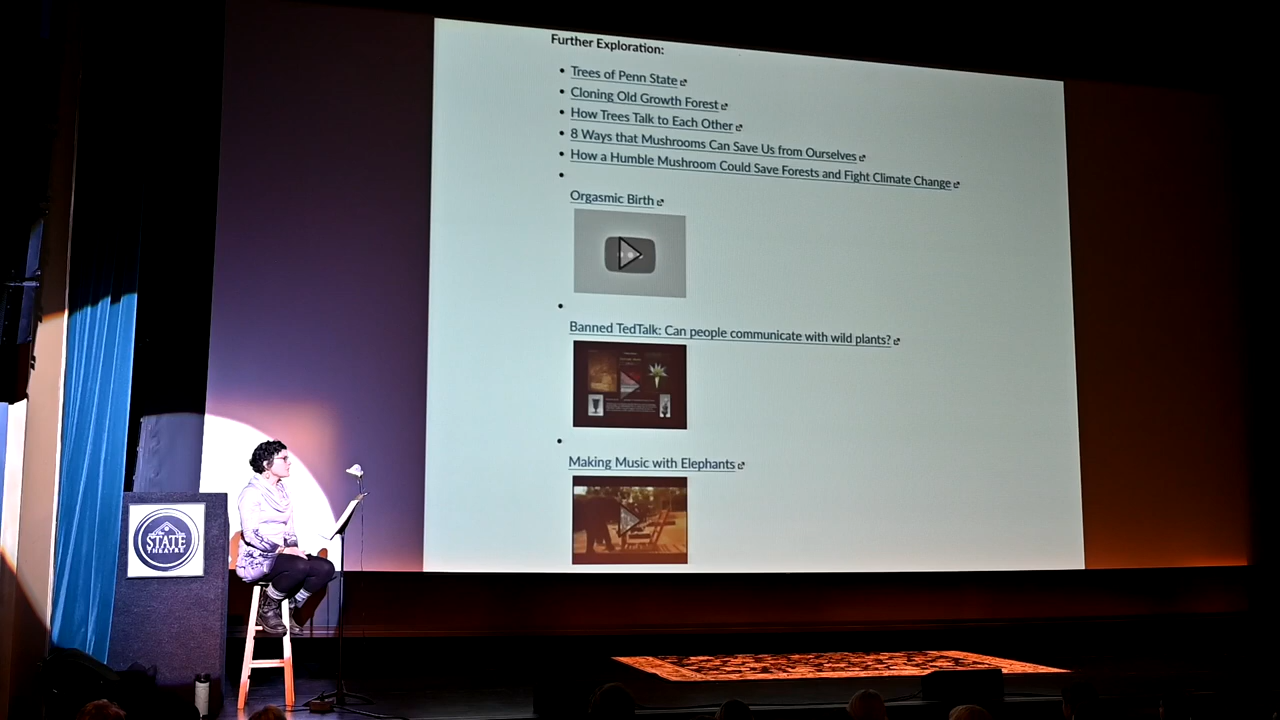 Further Exploration:
Trees of Penn State
Cloning Old Growth Forest
How Trees Talk to Each Other
8 Ways that Mushrooms Can Save Us from Ourselves
How a Humble Mushroom Could Save Forests and Fight Climate Change
Orgasmic Birth
Banned TedTalk: Can people communicate with wild plants?
Making Music with Elephants
STATE
THEATRE